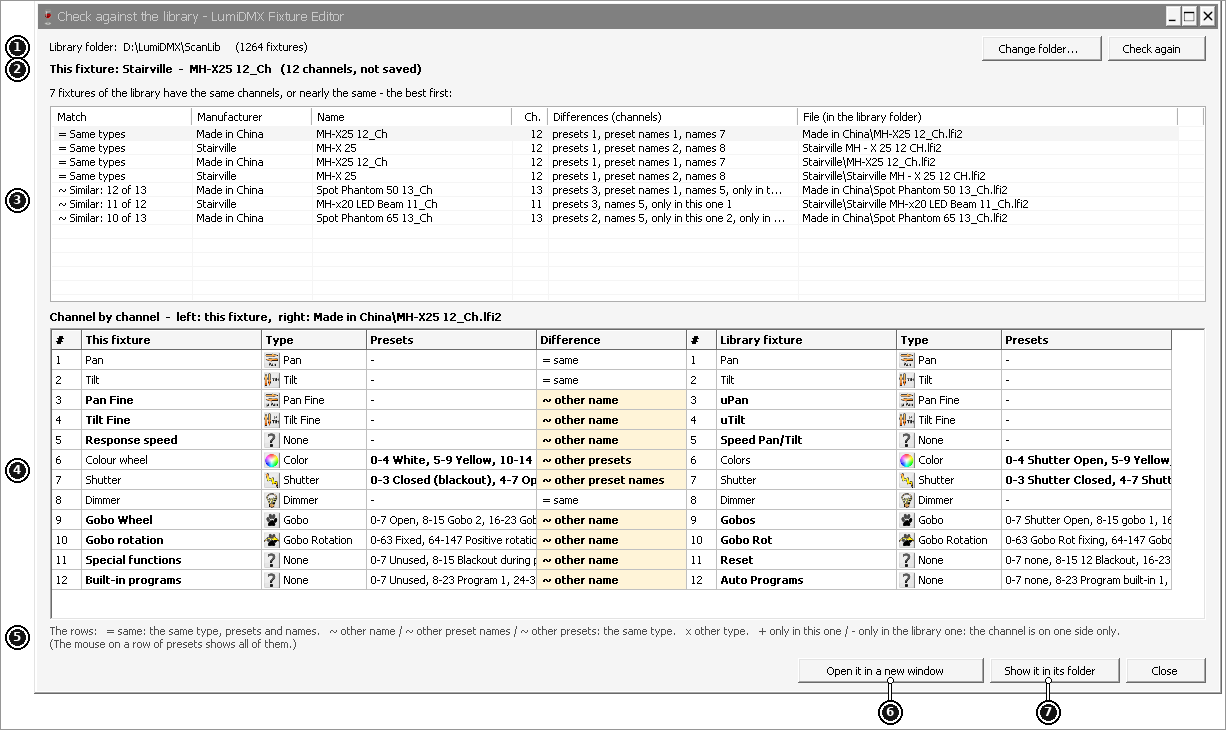 Check against the library - LumiDMX Fixture Editor
1 Library folder: D:\LumiDMX\ScanLib (1264 fixtures) Change folder... Check again
2 This fixture: Stairville - MH-X25 12_Ch (12 channels, not saved)
7 fixtures of the library have the same channels, or nearly the same - the best first:
Match Manufacturer Name Ch. Differences (channels) File (in the library folder)
= Same types Made in China MH-X25 12_Ch 12 presets 1, preset names 1, names 7 Made in China\MH-X25 12_Ch.lfi2
= Same types Stairville MH-X 25 12 presets 1, preset names 2, names 8 Stairville MH - X 25 12 CH.lfi2
= Same types Made in China MH-X25 12_Ch 12 presets 1, preset names 1, names 7 Stairville\MH-X25 12_Ch.lfi2
= Same types Stairville MH-X 25 12 presets 1, preset names 2, names 8 Stairville\Stairville MH - X 25 12 CH.lfi2
~ Similar: 12 of 13 Made in China Spot Phantom 50 13_Ch 13 presets 3, preset names 1, names 5, only in t... Made in China\Spot Phantom 50 13_Ch.lfi2
3 ~ Similar: 11 of 12 Stairville MH-x20 LED Beam 11_Ch 11 presets 3, names 5, only in this one 1 Stairville\Stairville MH-x20 LED Beam 11_Ch.lfi2
~ Similar: 10 of 13 Made in China Spot Phantom 65 13_Ch 13 presets 2, names 5, only in this one 2, only in ... Made in China\Spot Phantom 65 13_Ch.lfi2
Channel by channel - left: this fixture, right: Made in China\MH-X25 12_Ch.lfi2
# This fixture Type Presets Difference # Library fixture Type Presets
1 Pan Pan - = same 1 Pan Pan -
2 Tilt Tilt - = same 2 Tilt Tilt -
3 Pan Fine Pan Fine - ~ other name 3 uPan Pan Fine -
4 Tilt Fine Tilt Fine - ~ other name 4 uTilt Tilt Fine -
5 Response speed ? None - ~ other name 5 Speed Pan/Tilt ? None -
6 Colour wheel Color 0-4 White, 5-9 Yellow, 10-14 ~ other presets 6 Colors Color 0-4 Shutter Open, 5-9 Yellow,
4 7 Shutter Shutter 0-3 Closed (blackout), 4-7 Op ~ other preset names 7 Shutter Shutter 0-3 Shutter Closed, 4-7 Shutt
8 Dimmer Dimmer - = same 8 Dimmer Dimmer -
9 Gobo Wheel Gobo 0-7 Open, 8-15 Gobo 2, 16-23 Gob ~ other name 9 Gobos Gobo 0-7 Shutter Open, 8-15 gobo 1, 16
10 Gobo rotation Gobo Rotation 0-63 Fixed, 64-147 Positive rotatic ~ other name 10 Gobo Rot Gobo Rotation 0-63 Gobo Rot fixing, 64-147 Gobo
11 Special functions ? None 0-7 Unused, 8-15 Blackout during p ~ other name 11 Reset ? None 0-7 none, 8-15 12 Blackout, 16-23
12 Built-in programs ? None 0-7 Unused, 8-23 Program 1, 24-3 ~ other name 12 Auto Programs ? None 0-7 none, 8-23 Program built-in 1,
5 The rows: = same: the same type, presets and names. ~ other name / ~ other preset names / ~ other presets: the same type. x other type. + only in this one / - only in the library one: the channel is on one side only.
(The mouse on a row of presets shows all of them.)
Open it in a new window Show it in its folder Close
6 7